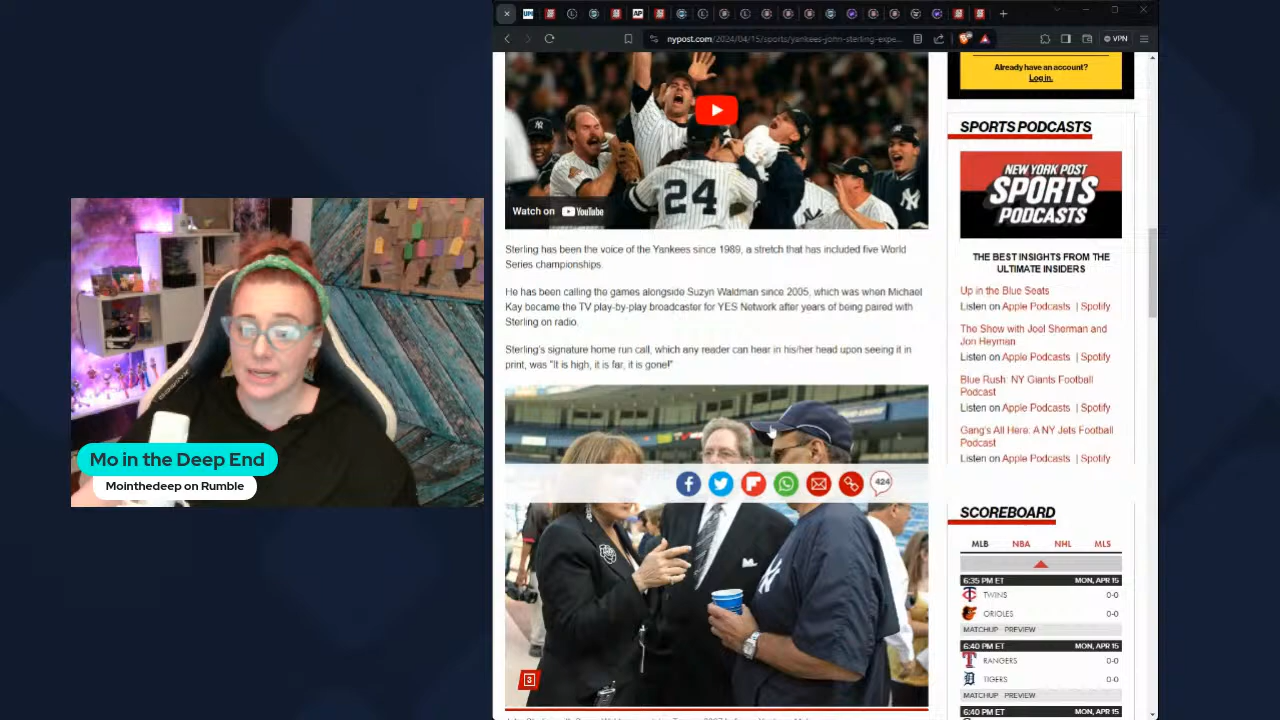 nypost.com/2024/04/15/sports/yankees-john-sterling-expe...
VPN
24
Watch on YouTube
Sterling has been the voice of the Yankees since 1989, a stretch that has included five World
Series championships.
He has been calling the games alongside Suzyn Waldman since 2005, which was when Michael
Kay became the TV play-by-play broadcaster for YES Network after years of being paired with
Sterling on radio.
Sterling's signature home run call, which any reader can hear in his/her head upon seeing it in
print, was "It is high, it is far, it is gone!"
424
3
Already have an account?
Log in.
SPORTS PODCASTS
NEW YORK POST
SPORTS
PODCASTS
THE BEST INSIGHTS FROM THE
ULTIMATE INSIDERS
Up in the Blue Seats
Listen on Apple Podcasts | Spotify
The Show with Joel Sherman and
Jon Heyman
Listen on Apple Podcasts | Spotify
Blue Rush: NY Giants Football
Podcast
Listen on Apple Podcasts | Spotify
Gang's All Here: A NY Jets Football
Podcast
Listen on Apple Podcasts | Spotify
SCOREBOARD
MLB NBA NHL MLS
6:35 PM ET MON, APR 15
TWINS 0-0
ORIOLES 0-0
MATCHUP PREVIEW
6:40 PM ET MON, APR 15
RANGERS 0-0
TIGERS 0-0
MATCHUP PREVIEW
6:40 PM ET MON, APR 15
Mo in the Deep End
Mointhedeep on Rumble